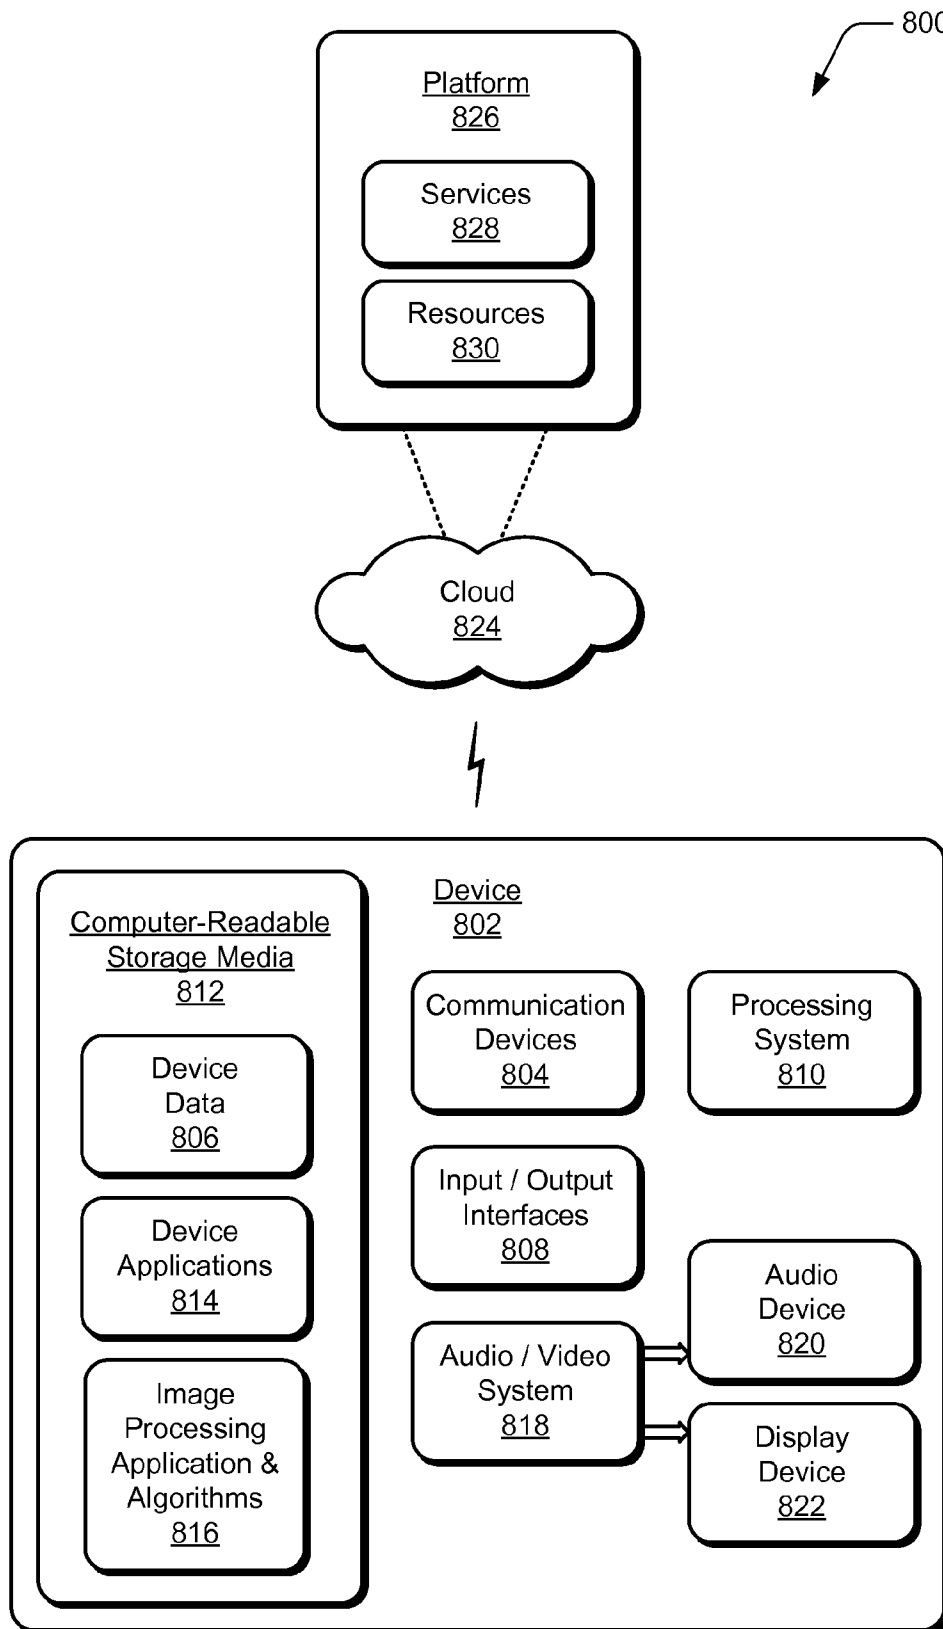 800
Platform
826
Services
828
Resources
830
Cloud
824
Device
802
Computer-Readable
Storage Media
812
Device
Data
806
Device
Applications
814
Image
Processing
Application &
Algorithms
816
Communication
Devices
804
Processing
System
810
Input / Output
Interfaces
808
Audio / Video
System
818
Audio
Device
820
Display
Device
822